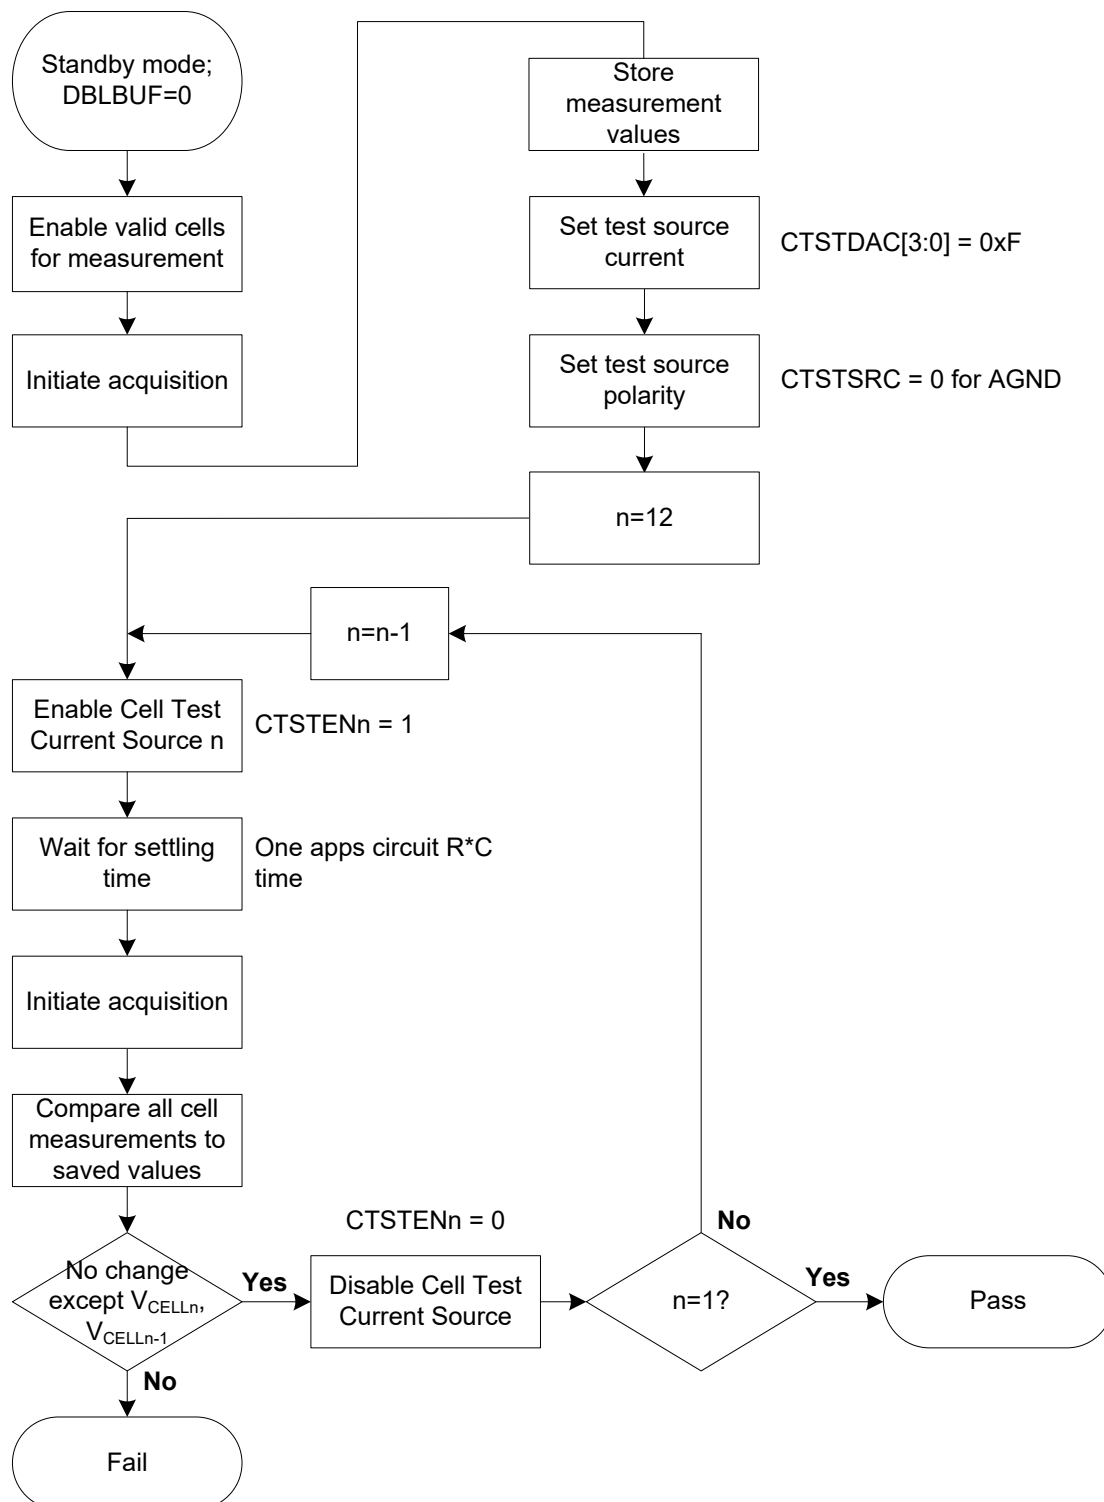 Standby mode;
DBLBUF=0
Enable valid cells
for measurement
Initiate acquisition
Store
measurement
values
Set test source
current
CTSTDAC[3:0] = 0xF
Set test source
polarity
CTSTSRC = 0 for AGND
n=12
n=n-1
Enable Cell Test
Current Source n
CTSTENn = 1
Wait for settling
time
One apps circuit R*C
time
Initiate acquisition
Compare all cell
measurements to
saved values
No change
except VCELLn,
VCELLn-1
Yes
No
Fail
CTSTENn = 0
Disable Cell Test
Current Source
n=1?
No
Yes
Pass